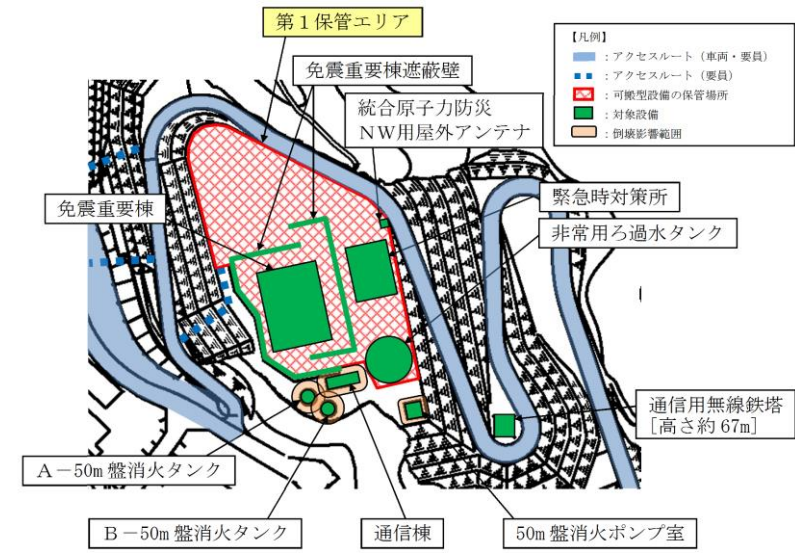 第1保管エリア
免震重要棟遮蔽壁
統合原子力防災
NW用屋外アンテナ
免震重要棟
緊急時対策所
非常用ろ過水タンク
通信用無線鉄塔
[高さ約67m]
A-50m盤消火タンク
B-50m盤消火タンク
通信棟
50m盤消火ポンプ室
【凡例】
:アクセスルート(車両・要員)
:アクセスルート(要員)
:可搬型設備の保管場所
:対象設備
:倒壊影響範囲